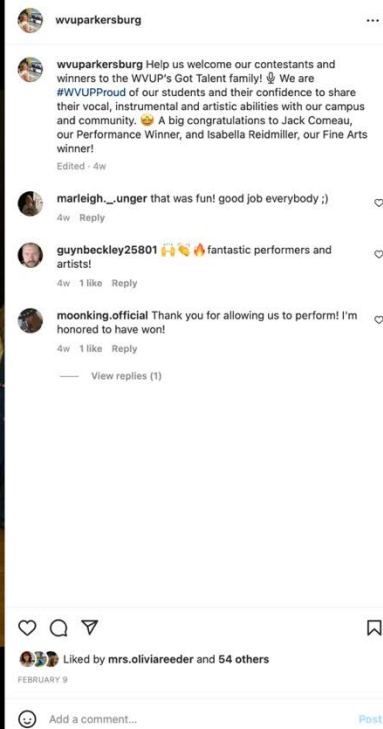 wvuparkersburg
wvuparkersburg Help us welcome our contestants and
winners to the WVUP's Got Talent family! 🎙 We are
#WVUPProud of our students and their confidence to share
their vocal, instrumental and artistic abilities with our campus
and community. 🤩 A big congratulations to Jack Comeau,
our Performance Winner, and Isabella Reidmiller, our Fine Arts
winner!
Edited · 4w
marleigh._.unger that was fun! good job everybody ;)
4w Reply
guynbeckley25801 🙌👏🔥fantastic performers and
artists!
4w 1 like Reply
moonking.official Thank you for allowing us to perform! I'm
honored to have won!
4w 1 like Reply
View replies (1)
Liked by mrs.oliviareeder and 54 others
FEBRUARY 9
Add a comment...
Post